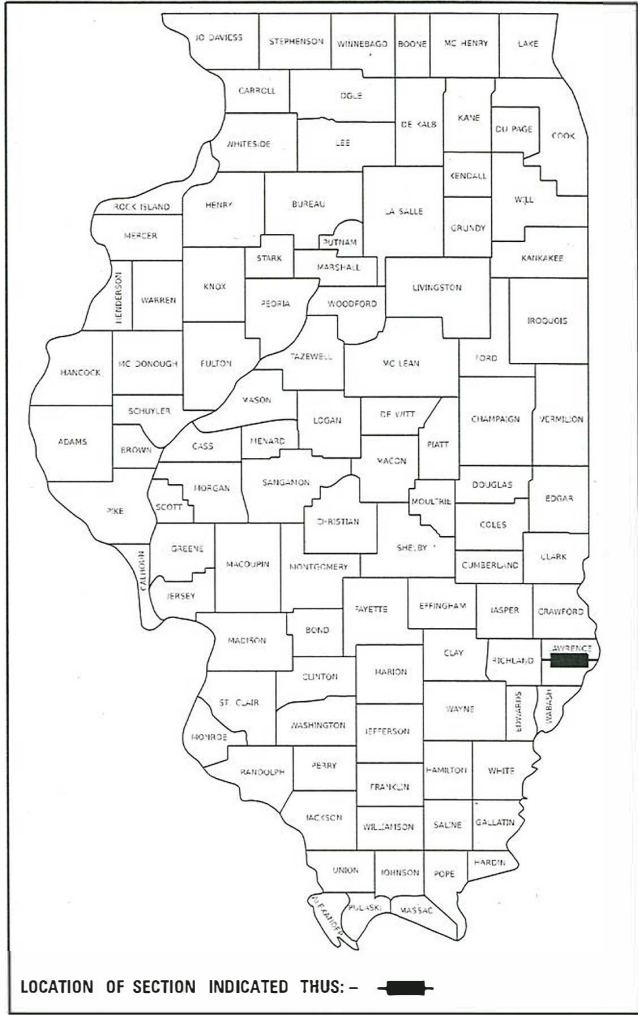 JO DAVIESS STEPHENSON WINNEBAGO BOONE MC HENRY LAKE
CARROLL OGLE DE KALB KANE DU PAGE COOK
WHITESIDE LEE KENDALL WILL
ROCK ISLAND HENRY BUREAU LA SALLE GRUNDY
MERCER PUTNAM
STARK MARSHALL KANKAKEE
HENDERSON WARREN KNOX PEORIA WOODFORD LIVINGSTON IROQUOIS
HANCOCK MC DONOUGH FULTON TAZEWELL MC LEAN FORD
MASON
ADAMS SCHUYLER LOGAN DE WITT PIATT CHAMPAIGN VERMILION
BROWN CASS MENARD MACON
PIKE SCOTT MORGAN SANGAMON MOULTRIE DOUGLAS EDGAR
CHRISTIAN COLES
CALHOUN GREENE MACOUPIN MONTGOMERY SHELBY CUMBERLAND CLARK
JERSEY FAYETTE EFFINGHAM JASPER CRAWFORD
MADISON BOND CLAY RICHLAND LAWRENCE
CLINTON MARION
ST. CLAIR WASHINGTON JEFFERSON WAYNE EDWARDS WABASH
MONROE
RANDOLPH PERRY FRANKLIN HAMILTON WHITE
JACKSON WILLIAMSON SALINE GALLATIN
UNION JOHNSON POPE HARDIN
ALEXANDER PULASKI MASSAC
LOCATION OF SECTION INDICATED THUS: –